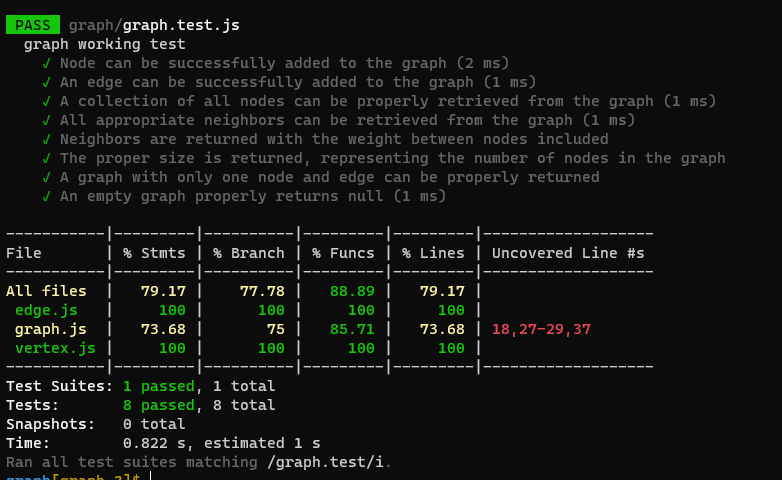 PASS graph/graph.test.js
graph working test
√ Node can be successfully added to the graph (2 ms)
√ An edge can be successfully added to the graph (1 ms)
√ A collection of all nodes can be properly retrieved from the graph (1 ms)
√ All appropriate neighbors can be retrieved from the graph (1 ms)
√ Neighbors are returned with the weight between nodes included
√ The proper size is returned, representing the number of nodes in the graph
√ A graph with only one node and edge can be properly returned
√ An empty graph properly returns null (1 ms)
-----------|---------|----------|---------|---------|-------------------
File       | % Stmts | % Branch | % Funcs | % Lines | Uncovered Line #s
-----------|---------|----------|---------|---------|-------------------
All files  |   79.17 |    77.78 |   88.89 |   79.17 |
 edge.js   |     100 |      100 |     100 |     100 |
 graph.js  |   73.68 |       75 |   85.71 |   73.68 | 18,27-29,37
 vertex.js |     100 |      100 |     100 |     100 |
-----------|---------|----------|---------|---------|-------------------
Test Suites: 1 passed, 1 total
Tests:       8 passed, 8 total
Snapshots:   0 total
Time:        0.822 s, estimated 1 s
Ran all test suites matching /graph.test/i.